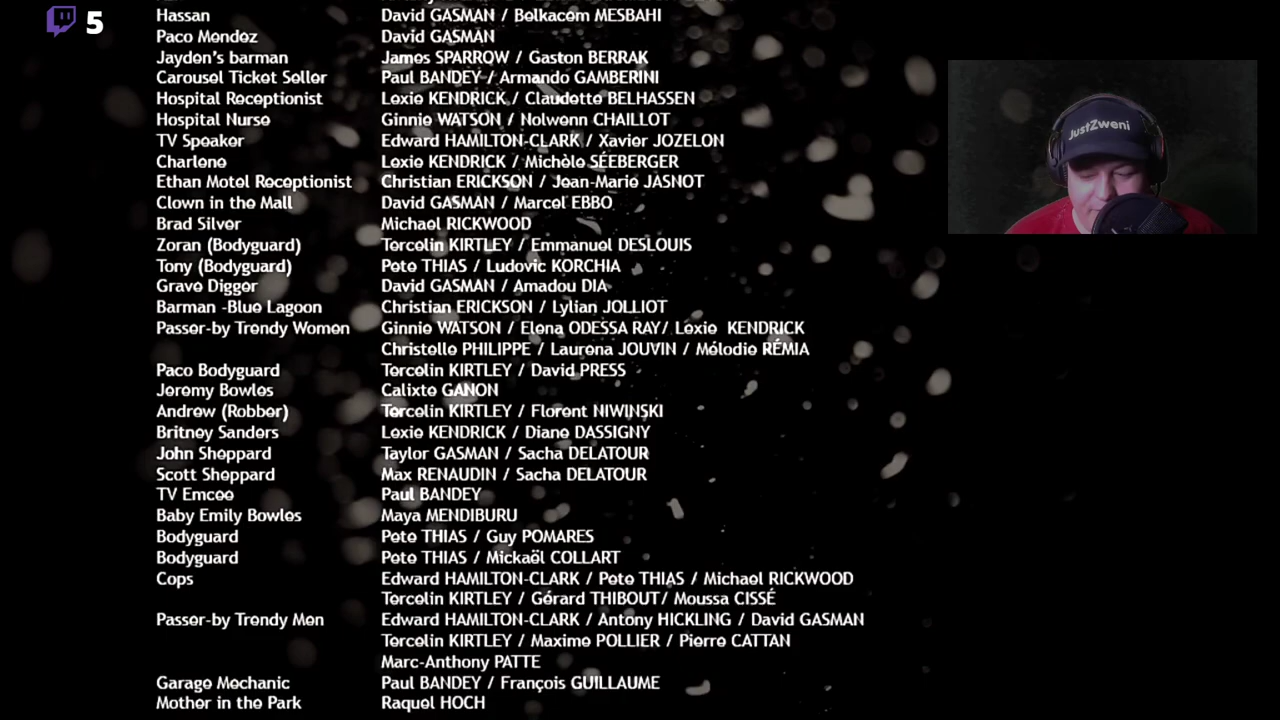 5
Hassan David GASMAN / Belkacem MESBAHI
Paco Mendez David GASMAN
Jayden's barman James SPARROW / Gaston BERRAK
Carousel Ticket Seller Paul BANDEY / Armando GAMBERINI
Hospital Receptionist Lexie KENDRICK / Claudette BELHASSEN
Hospital Nurse Ginnie WATSON / Nolwenn CHAILLOT
TV Speaker Edward HAMILTON-CLARK / Xavier JOZELON
Charlene Lexie KENDRICK / Michèle SÉEBERGER
Ethan Motel Receptionist Christian ERICKSON / Jean-Marie JASNOT
Clown in the Mall David GASMAN / Marcel EBBO
Brad Silver Michael RICKWOOD
Zoran (Bodyguard) Tercelin KIRTLEY / Emmanuel DESLOUIS
Tony (Bodyguard) Pete THIAS / Ludovic KORCHIA
Grave Digger David GASMAN / Amadou DIA
Barman -Blue Lagoon Christian ERICKSON / Lylian JOLLIOT
Passer-by Trendy Women Ginnie WATSON / Elena ODESSA RAY/ Lexie KENDRICK
Christelle PHILIPPE / Laurena JOUVIN / Mélodie RÉMIA
Paco Bodyguard Tercelin KIRTLEY / David PRESS
Jeremy Bowles Calixte GANON
Andrew (Robber) Tercelin KIRTLEY / Florent NIWINSKI
Britney Sanders Lexie KENDRICK / Diane DASSIGNY
John Sheppard Taylor GASMAN / Sacha DELATOUR
Scott Sheppard Max RENAUDIN / Sacha DELATOUR
TV Emcee Paul BANDEY
Baby Emily Bowles Maya MENDIBURU
Bodyguard Pete THIAS / Guy POMARES
Bodyguard Pete THIAS / Mickaël COLLART
Cops Edward HAMILTON-CLARK / Pete THIAS / Michael RICKWOOD
Tercelin KIRTLEY / Gérard THIBOUT/ Moussa CISSÉ
Passer-by Trendy Men Edward HAMILTON-CLARK / Antony HICKLING / David GASMAN
Tercelin KIRTLEY / Maxime POLLIER / Pierre CATTAN
Marc-Anthony PATTE
Garage Mechanic Paul BANDEY / François GUILLAUME
Mother in the Park Raquel HOCH
JustZweni